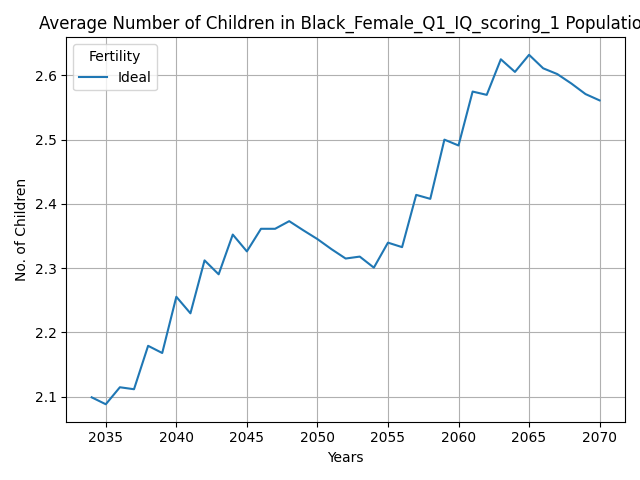 Average Number of Children in Black_Female_Q1_IQ_scoring_1 Populatio
Fertility
Ideal
2.6
2.5
2.4
2.3
2.2
2.1
No. of Children
2035 2040 2045 2050 2055 2060 2065 2070
Years